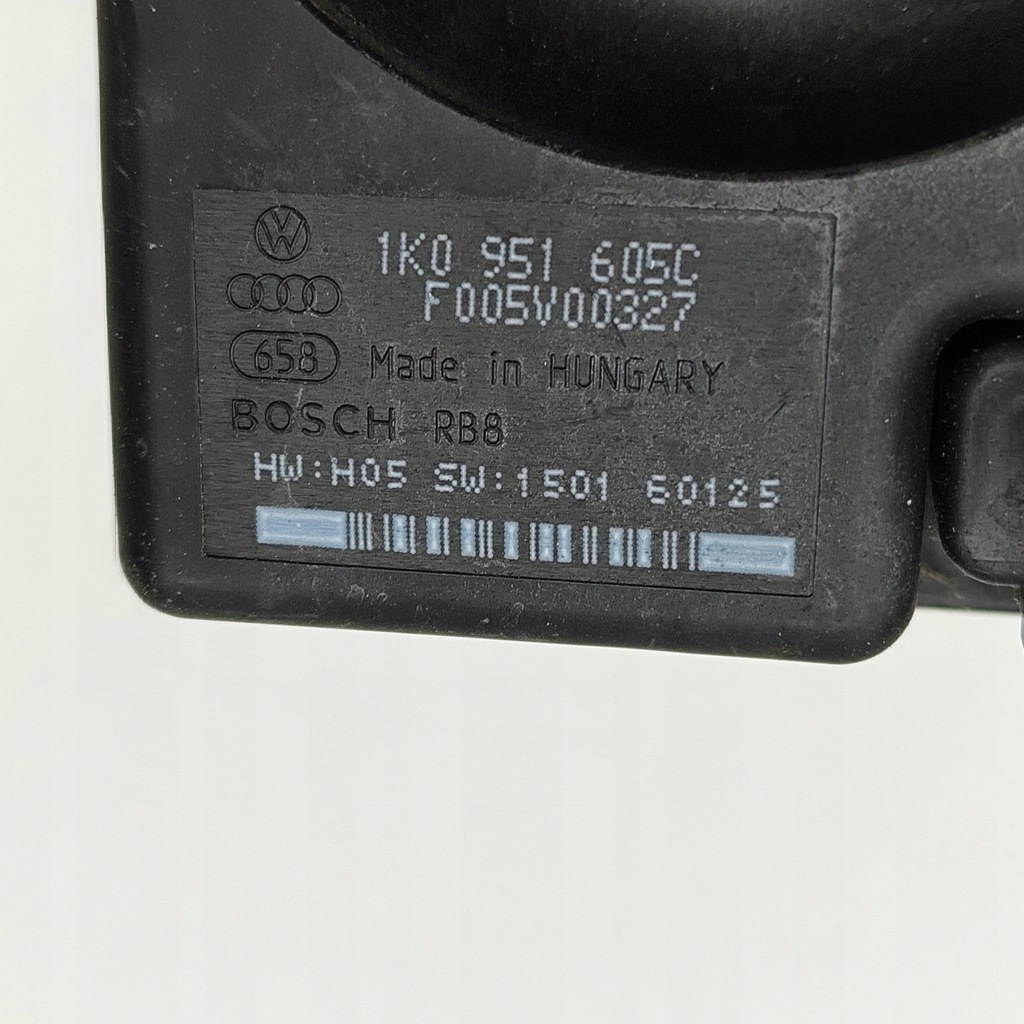 1K0 951 605C
F005V00327
658 Made in HUNGARY
BOSCH RB8
HW:H05 SW:1501 60125